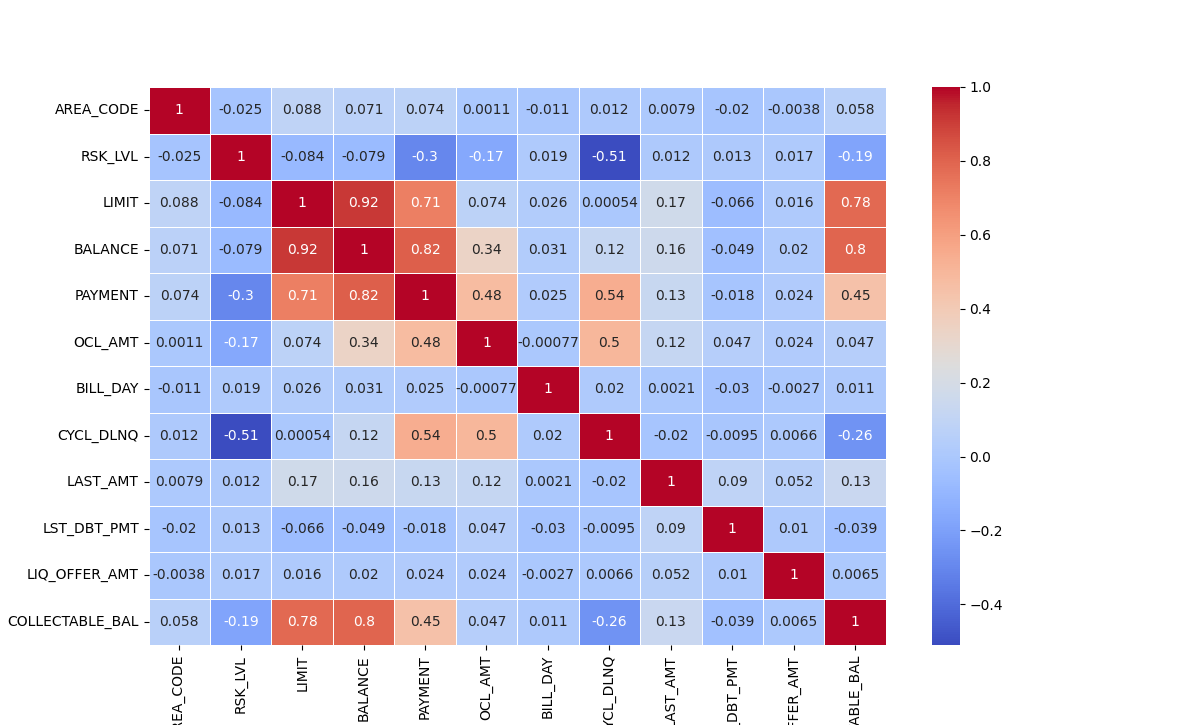 AREA_CODE 1 -0.025 0.088 0.071 0.074 0.0011 -0.011 0.012 0.0079 -0.02 -0.0038 0.058
RSK_LVL -0.025 1 -0.084 -0.079 -0.3 -0.17 0.019 -0.51 0.012 0.013 0.017 -0.19
LIMIT 0.088 -0.084 1 0.92 0.71 0.074 0.026 0.00054 0.17 -0.066 0.016 0.78
BALANCE 0.071 -0.079 0.92 1 0.82 0.34 0.031 0.12 0.16 -0.049 0.02 0.8
PAYMENT 0.074 -0.3 0.71 0.82 1 0.48 0.025 0.54 0.13 -0.018 0.024 0.45
OCL_AMT 0.0011 -0.17 0.074 0.34 0.48 1 -0.00077 0.5 0.12 0.047 0.024 0.047
BILL_DAY -0.011 0.019 0.026 0.031 0.025 -0.00077 1 0.02 0.0021 -0.03 -0.0027 0.011
CYCL_DLNQ 0.012 -0.51 0.00054 0.12 0.54 0.5 0.02 1 -0.02 -0.0095 0.0066 -0.26
LAST_AMT 0.0079 0.012 0.17 0.16 0.13 0.12 0.0021 -0.02 1 0.09 0.052 0.13
LST_DBT_PMT -0.02 0.013 -0.066 -0.049 -0.018 0.047 -0.03 -0.0095 0.09 1 0.01 -0.039
LIQ_OFFER_AMT -0.0038 0.017 0.016 0.02 0.024 0.024 -0.0027 0.0066 0.052 0.01 1 0.0065
COLLECTABLE_BAL 0.058 -0.19 0.78 0.8 0.45 0.047 0.011 -0.26 0.13 -0.039 0.0065 1
REA_CODE
RSK_LVL
LIMIT
BALANCE
PAYMENT
OCL_AMT
BILL_DAY
YCL_DLNQ
LAST_AMT
_DBT_PMT
FFER_AMT
ABLE_BAL
1.0
0.8
0.6
0.4
0.2
0.0
−0.2
−0.4